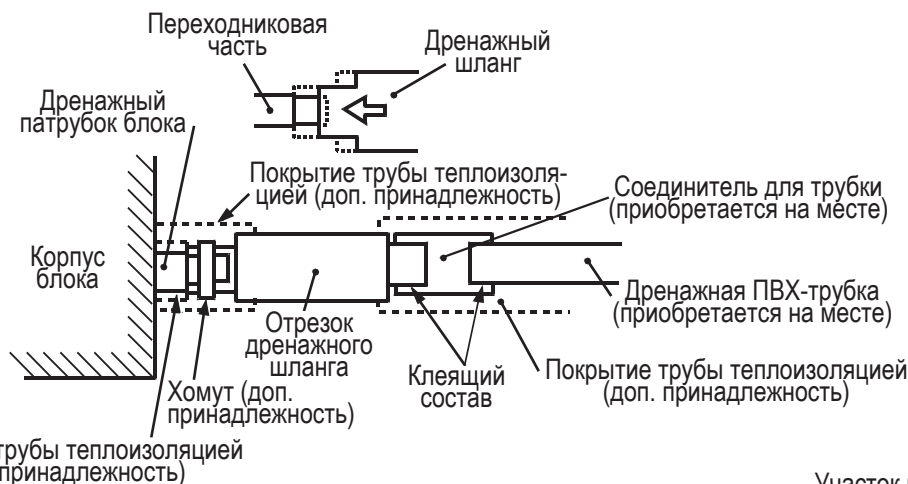 Переходниковая
часть
Дренажный
шланг
Дренажный
патрубок блока
Покрытие трубы теплоизоля-
цией (доп. принадлежность)
Соединитель для трубки
(приобретается на месте)
Корпус
блока
Дренажная ПВХ-трубка
(приобретается на месте)
Отрезок
дренажного
шланга
Клеящий
состав
Покрытие трубы теплоизоляцией
(доп. принадлежность)
Хомут (доп.
принадлежность)
трубы теплоизоляцией
принадлежность)
Участок